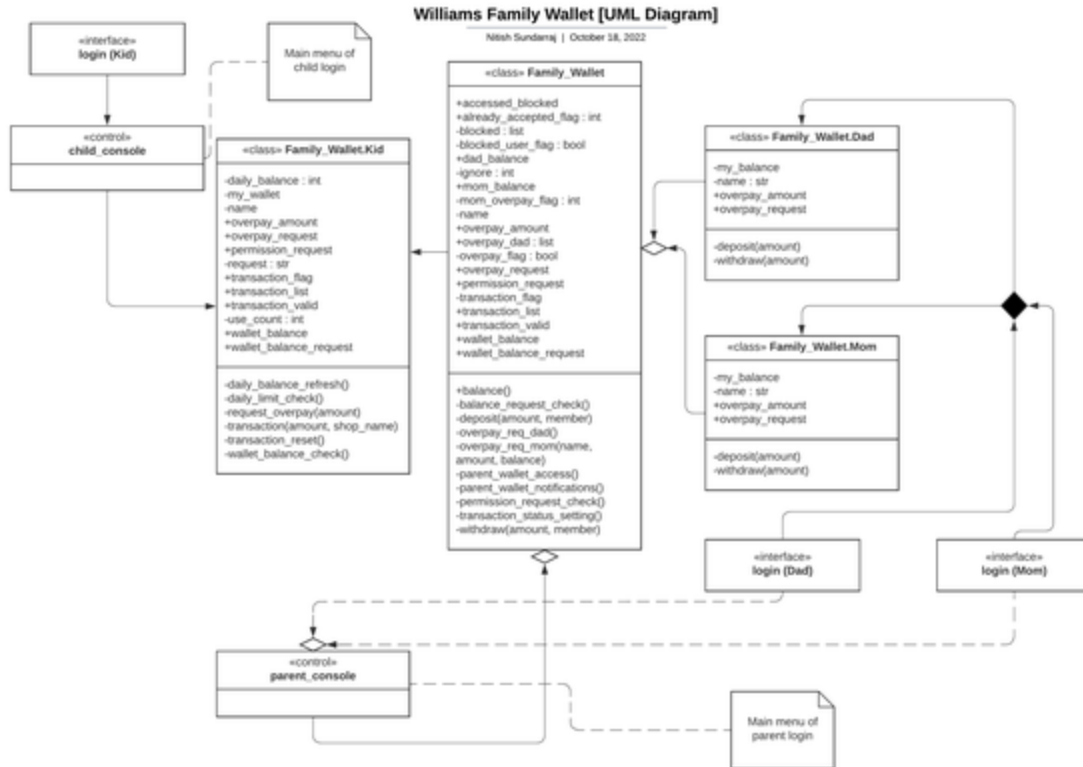 Williams Family Wallet [UML Diagram]
Nitish Sundarraj | October 18, 2022
«interface»
login (Kid)
Main menu of
child login
«control»
child_console
«class» Family_Wallet.Kid
-daily_balance : int
-my_wallet
-name
+overpay_amount
+overpay_request
+permission_request
-request : str
+transaction_flag
+transaction_list
+transaction_valid
-use_count : int
+wallet_balance
+wallet_balance_request
-daily_balance_refresh()
-daily_limit_check()
-request_overpay(amount)
-transaction(amount, shop_name)
-transaction_reset()
-wallet_balance_check()
«class» Family_Wallet
+accessed_blocked
+already_accepted_flag : int
-blocked : list
-blocked_user_flag : bool
+dad_balance
-ignore : int
+mom_balance
-mom_overpay_flag : int
-name
+overpay_amount
+overpay_dad : list
-overpay_flag : bool
+overpay_request
+permission_request
-transaction_flag
+transaction_list
+transaction_valid
+wallet_balance
+wallet_balance_request
+balance()
-balance_request_check()
-deposit(amount, member)
-overpay_req_dad()
-overpay_req_mom(name,
amount, balance)
-parent_wallet_access()
-parent_wallet_notifications()
-permission_request_check()
-transaction_status_setting()
-withdraw(amount, member)
«class» Family_Wallet.Dad
-my_balance
-name : str
+overpay_amount
+overpay_request
-deposit(amount)
-withdraw(amount)
«class» Family_Wallet.Mom
-my_balance
-name : str
+overpay_amount
+overpay_request
-deposit(amount)
-withdraw(amount)
«interface»
login (Dad)
«interface»
login (Mom)
«control»
parent_console
Main menu of
parent login